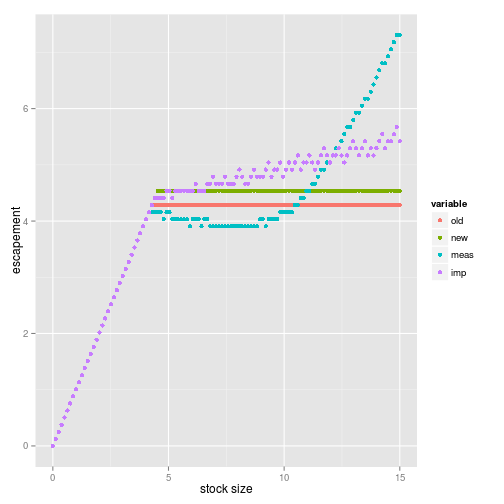 escapement
6
4
2
0
0
5
10
15
stock size
variable
old
new
meas
imp